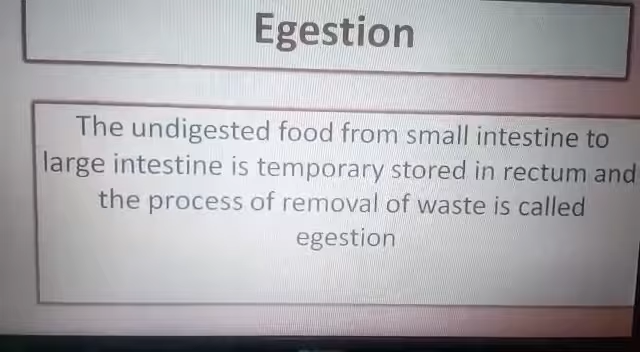 Egestion
The undigested food from small intestine to
large intestine is temporary stored in rectum and
the process of removal of waste is called
egestion